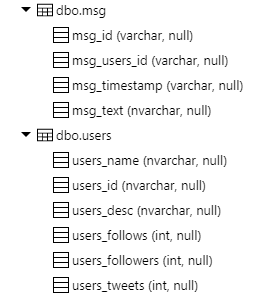 dbo.msg
msg_id (varchar, null)
msg_users_id (varchar, null)
msg_timestamp (varchar, null)
msg_text (nvarchar, null)
dbo.users
users_name (nvarchar, null)
users_id (nvarchar, null)
users_desc (nvarchar, null)
users_follows (int, null)
users_followers (int, null)
users_tweets (int, null)